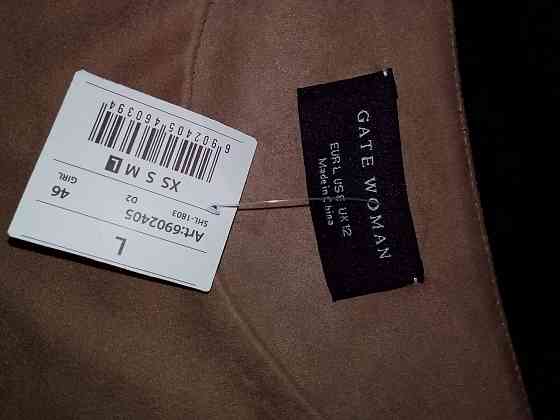 L
Art:6902405 46
SHL-1803 02 GIRL
XS S M L
6 902405 460394
GATE WOMAN
EUR L US 8 UK 12
Made in China